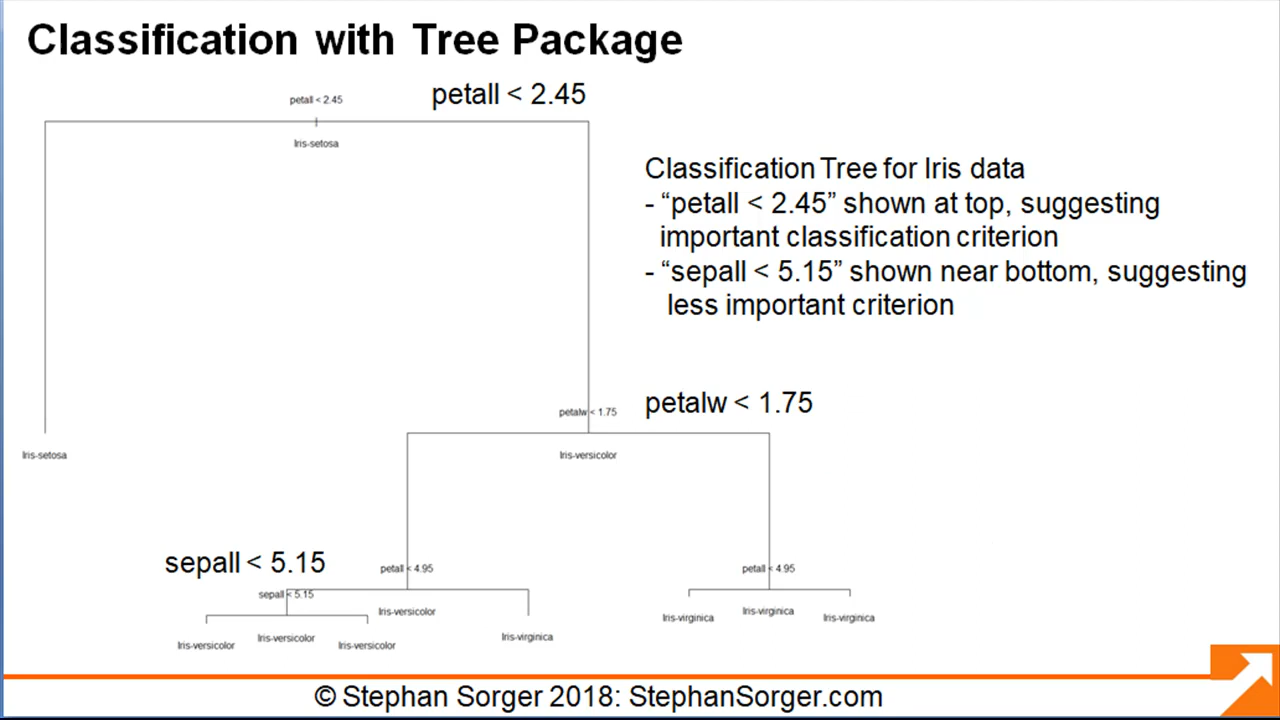 Classification with Tree Package
petall < 2.45
petall < 2.45
Iris-setosa
Classification Tree for Iris data
- “petall < 2.45” shown at top, suggesting
important classification criterion
- “sepall < 5.15” shown near bottom, suggesting
less important criterion
petalw < 1.75
petalw < 1.75
Iris-setosa
Iris-versicolor
sepall < 5.15
petall < 4.95
petall < 4.95
sepall < 5.15
Iris-versicolor
Iris-virginica
Iris-virginica
Iris-virginica
Iris-versicolor
Iris-versicolor
Iris-versicolor
Iris-virginica
© Stephan Sorger 2018: StephanSorger.com